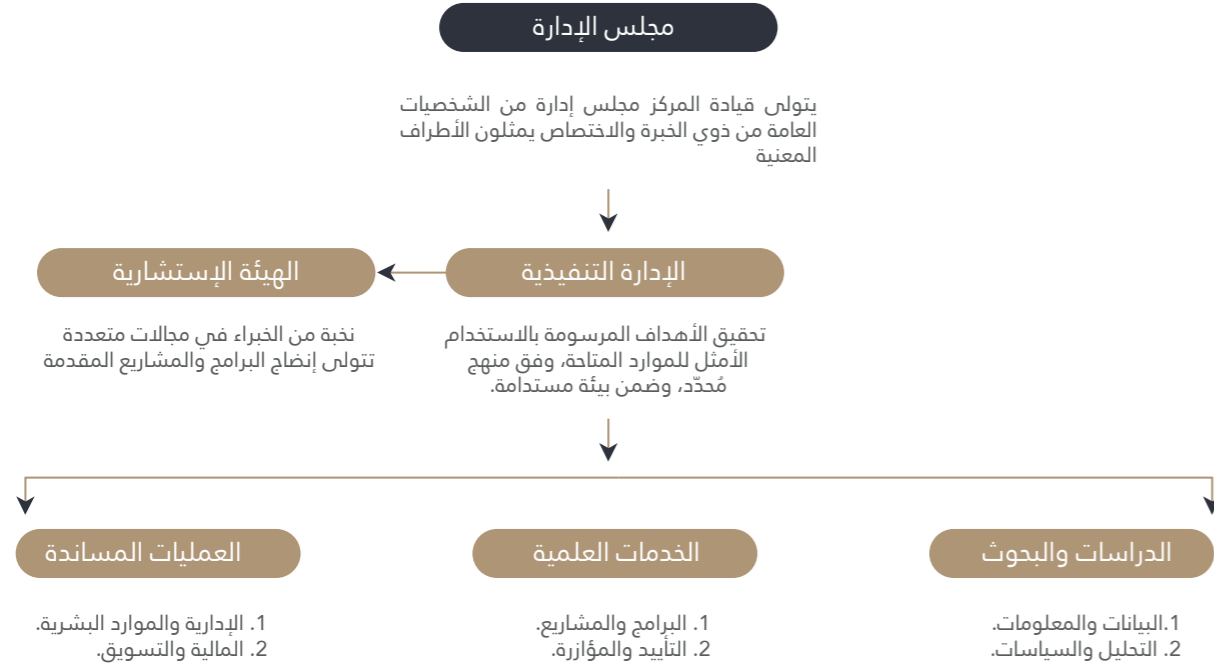 مجلس الإدارة
يتولى قيادة المركز مجلس إدارة من الشخصيات
العامة من ذوي الخبرة والاختصاص يمثلون الأطراف
المعنية
الإدارة التنفيذية
تحقيق الأهداف المرسومة بالاستخدام
الأمثل للموارد المتاحة، وفق منهج
مُحدّد، وضمن بيئة مستدامة.
الهيئة الإستشارية
نخبة من الخبراء في مجالات متعددة
تتولى إنضاج البرامج والمشاريع المقدمة
الدراسات والبحوث
1.البيانات والمعلومات.
2. التحليل والسياسات.
الخدمات العلمية
1. البرامج والمشاريع.
2. التأييد والمؤازرة.
العمليات المساندة
1. الإدارية والموارد البشرية.
2. المالية والتسويق.